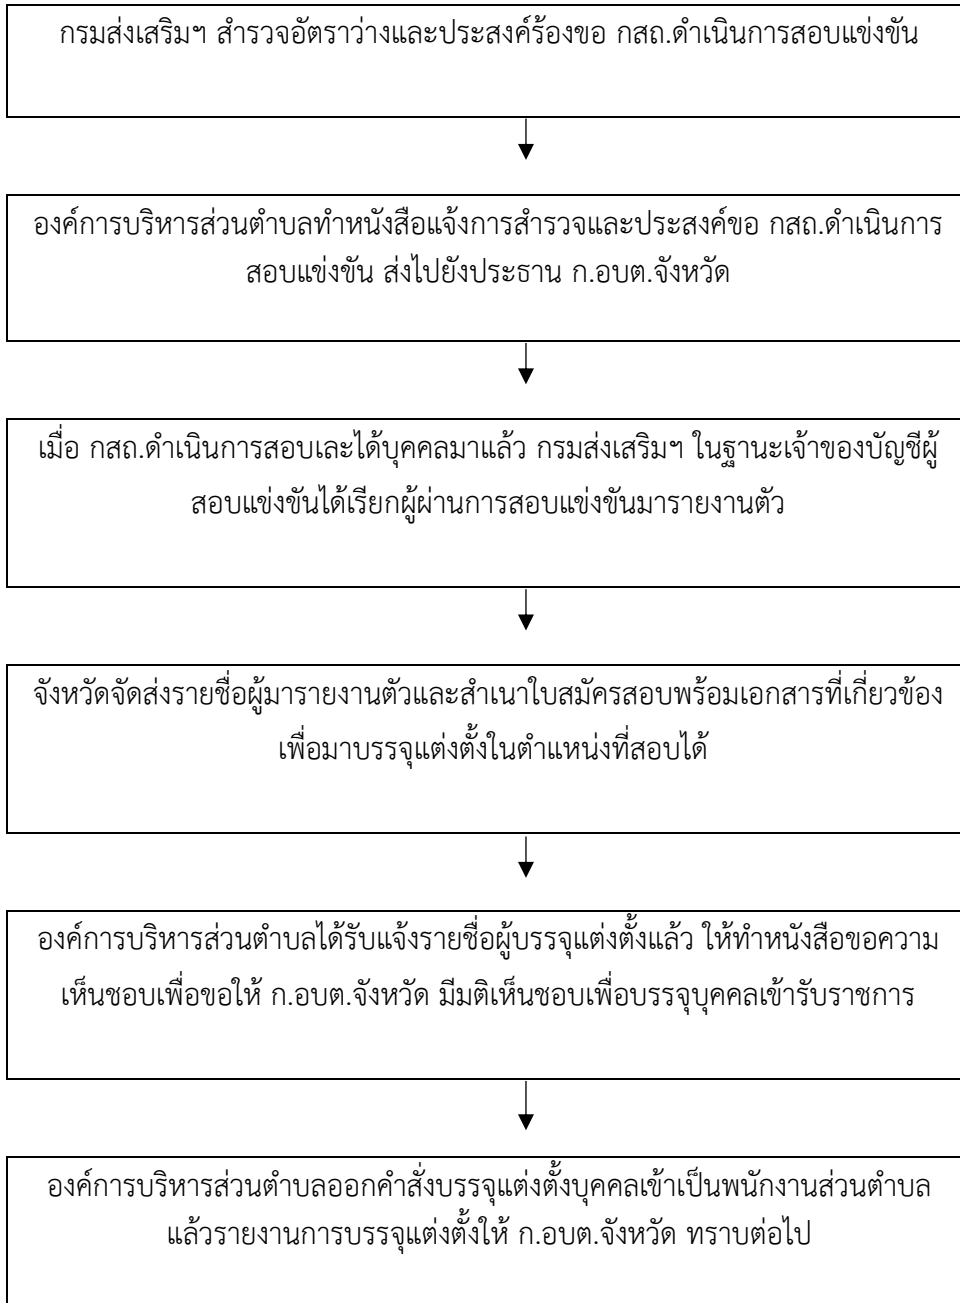 กรมส่งเสริมฯ สำรวจอัตราว่างและประสงค์ร้องขอ กสถ.ดำเนินการสอบแข่งขัน
องค์การบริหารส่วนตำบลทำหนังสือแจ้งการสำรวจและประสงค์ขอ กสถ.ดำเนินการ
สอบแข่งขัน ส่งไปยังประธาน ก.อบต.จังหวัด
เมื่อ กสถ.ดำเนินการสอบและได้บุคคลมาแล้ว กรมส่งเสริมฯ ในฐานะเจ้าของบัญชีผู้
สอบแข่งขันได้เรียกผู้ผ่านการสอบแข่งขันมารายงานตัว
จังหวัดจัดส่งรายชื่อผู้มารายงานตัวและสำเนาใบสมัครสอบพร้อมเอกสารที่เกี่ยวข้อง
เพื่อมาบรรจุแต่งตั้งในตำแหน่งที่สอบได้
องค์การบริหารส่วนตำบลได้รับแจ้งรายชื่อผู้บรรจุแต่งตั้งแล้ว ให้ทำหนังสือขอความ
เห็นชอบเพื่อขอให้ ก.อบต.จังหวัด มีมติเห็นชอบเพื่อบรรจุบุคคลเข้ารับราชการ
องค์การบริหารส่วนตำบลออกคำสั่งบรรจุแต่งตั้งบุคคลเข้าเป็นพนักงานส่วนตำบล
แล้วรายงานการบรรจุแต่งตั้งให้ ก.อบต.จังหวัด ทราบต่อไป